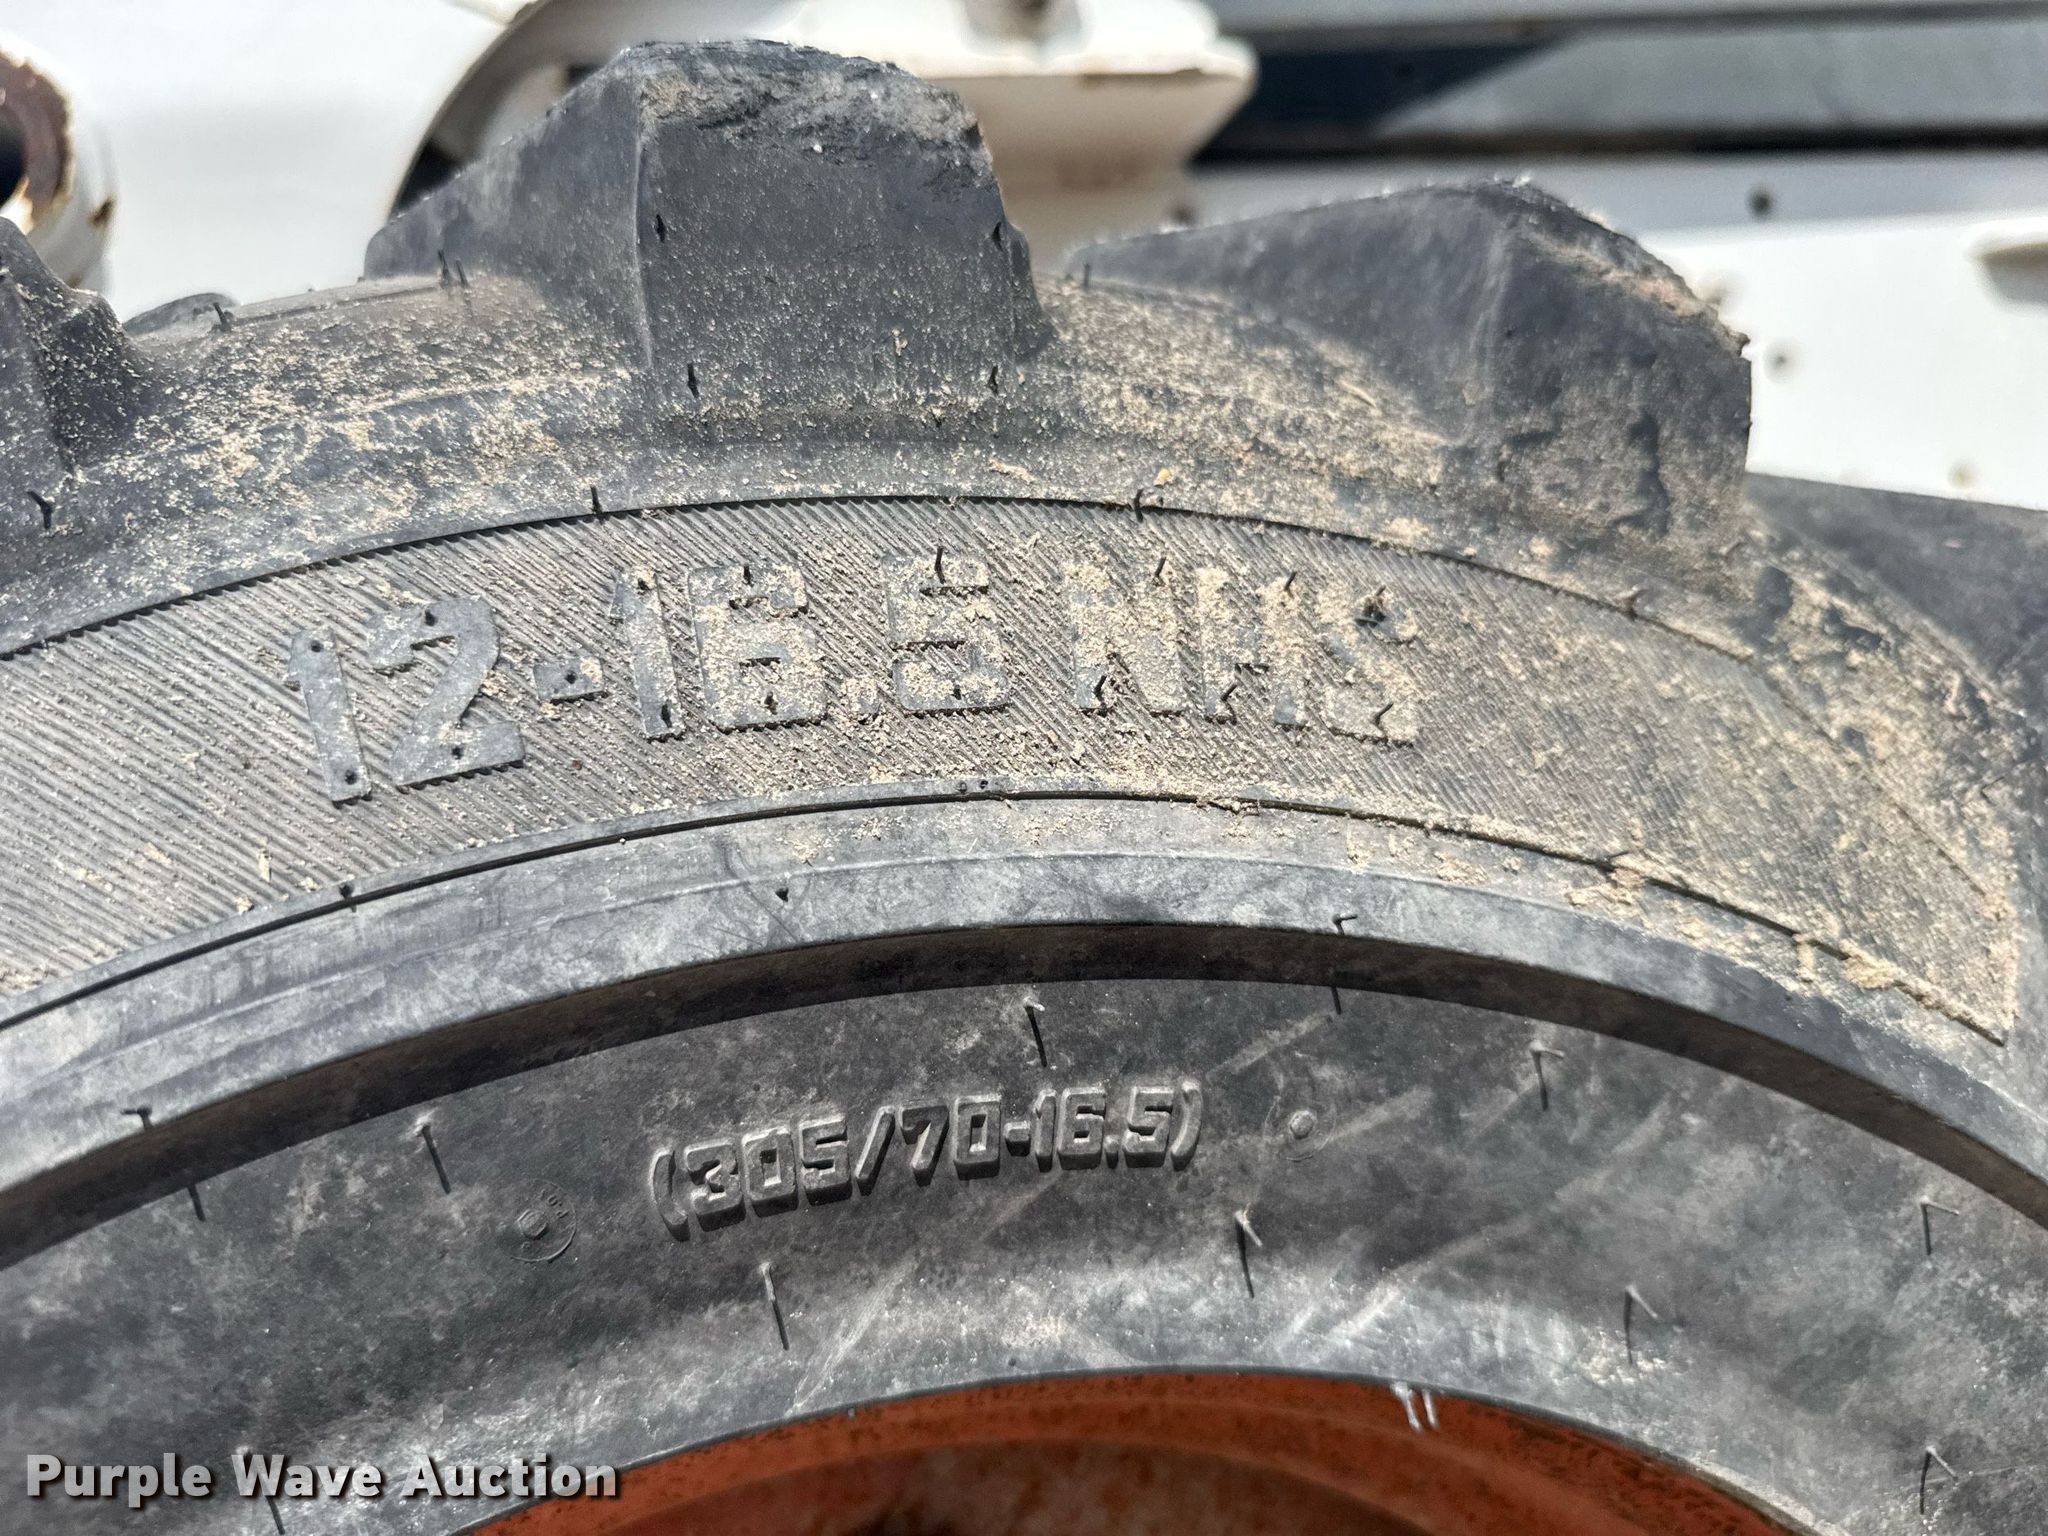 12-16.5 NHS
(305/70-16.5)
Purple Wave Auction